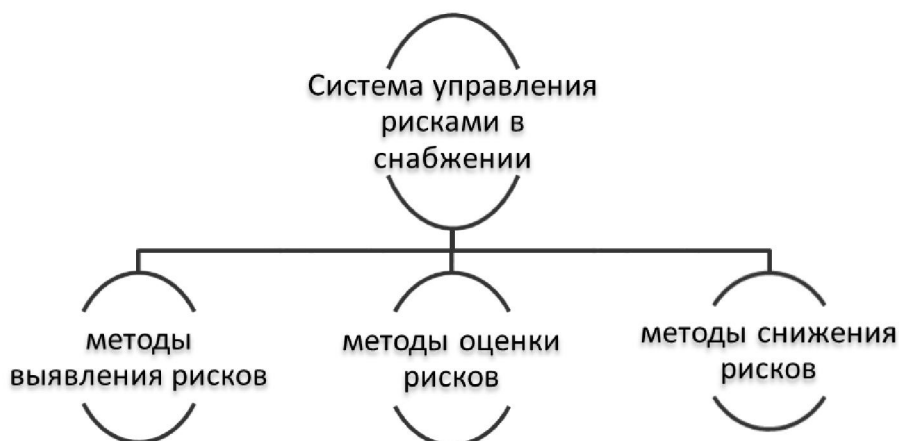 Система управления
рисками в
снабжении
методы
выявления рисков
методы оценки
рисков
методы снижения
рисков